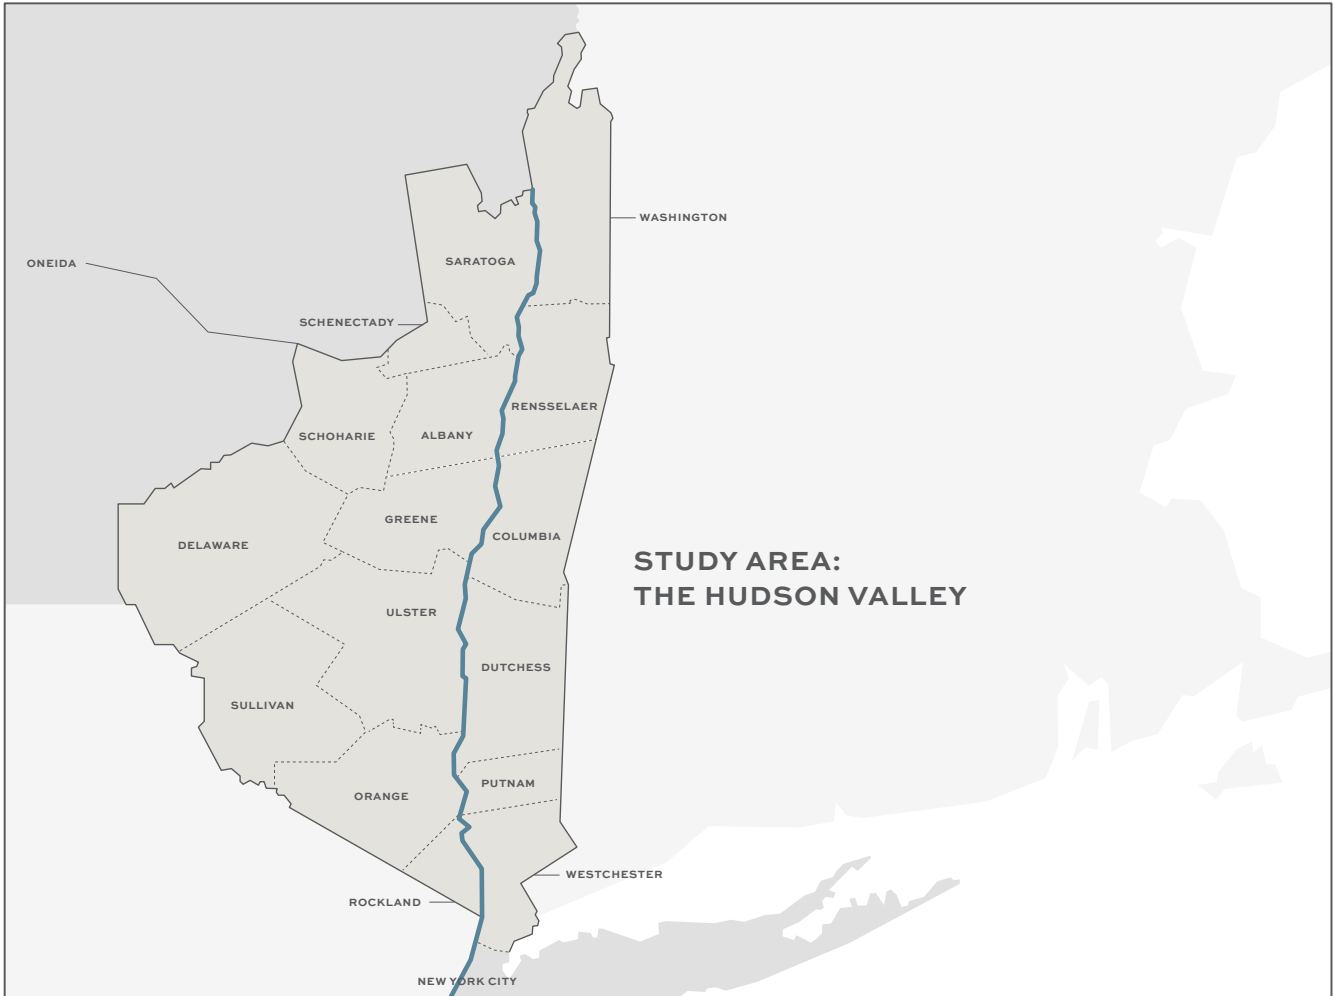 WASHINGTON
SARATOGA
ONEIDA
SCHENECTADY
RENSSELAER
SCHOHARIE
ALBANY
GREENE
COLUMBIA
DELAWARE
STUDY AREA:
THE HUDSON VALLEY
ULSTER
DUTCHESS
SULLIVAN
PUTNAM
ORANGE
WESTCHESTER
ROCKLAND
NEW YORK CITY